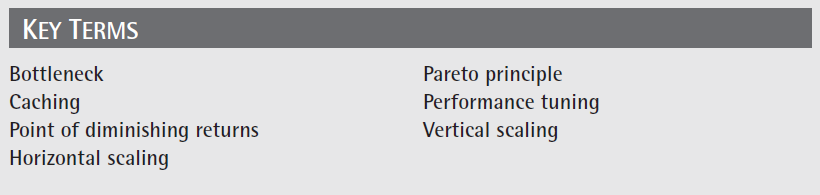 KEY TERMS
Bottleneck
Caching
Point of diminishing returns
Horizontal scaling
Pareto principle
Performance tuning
Vertical scaling